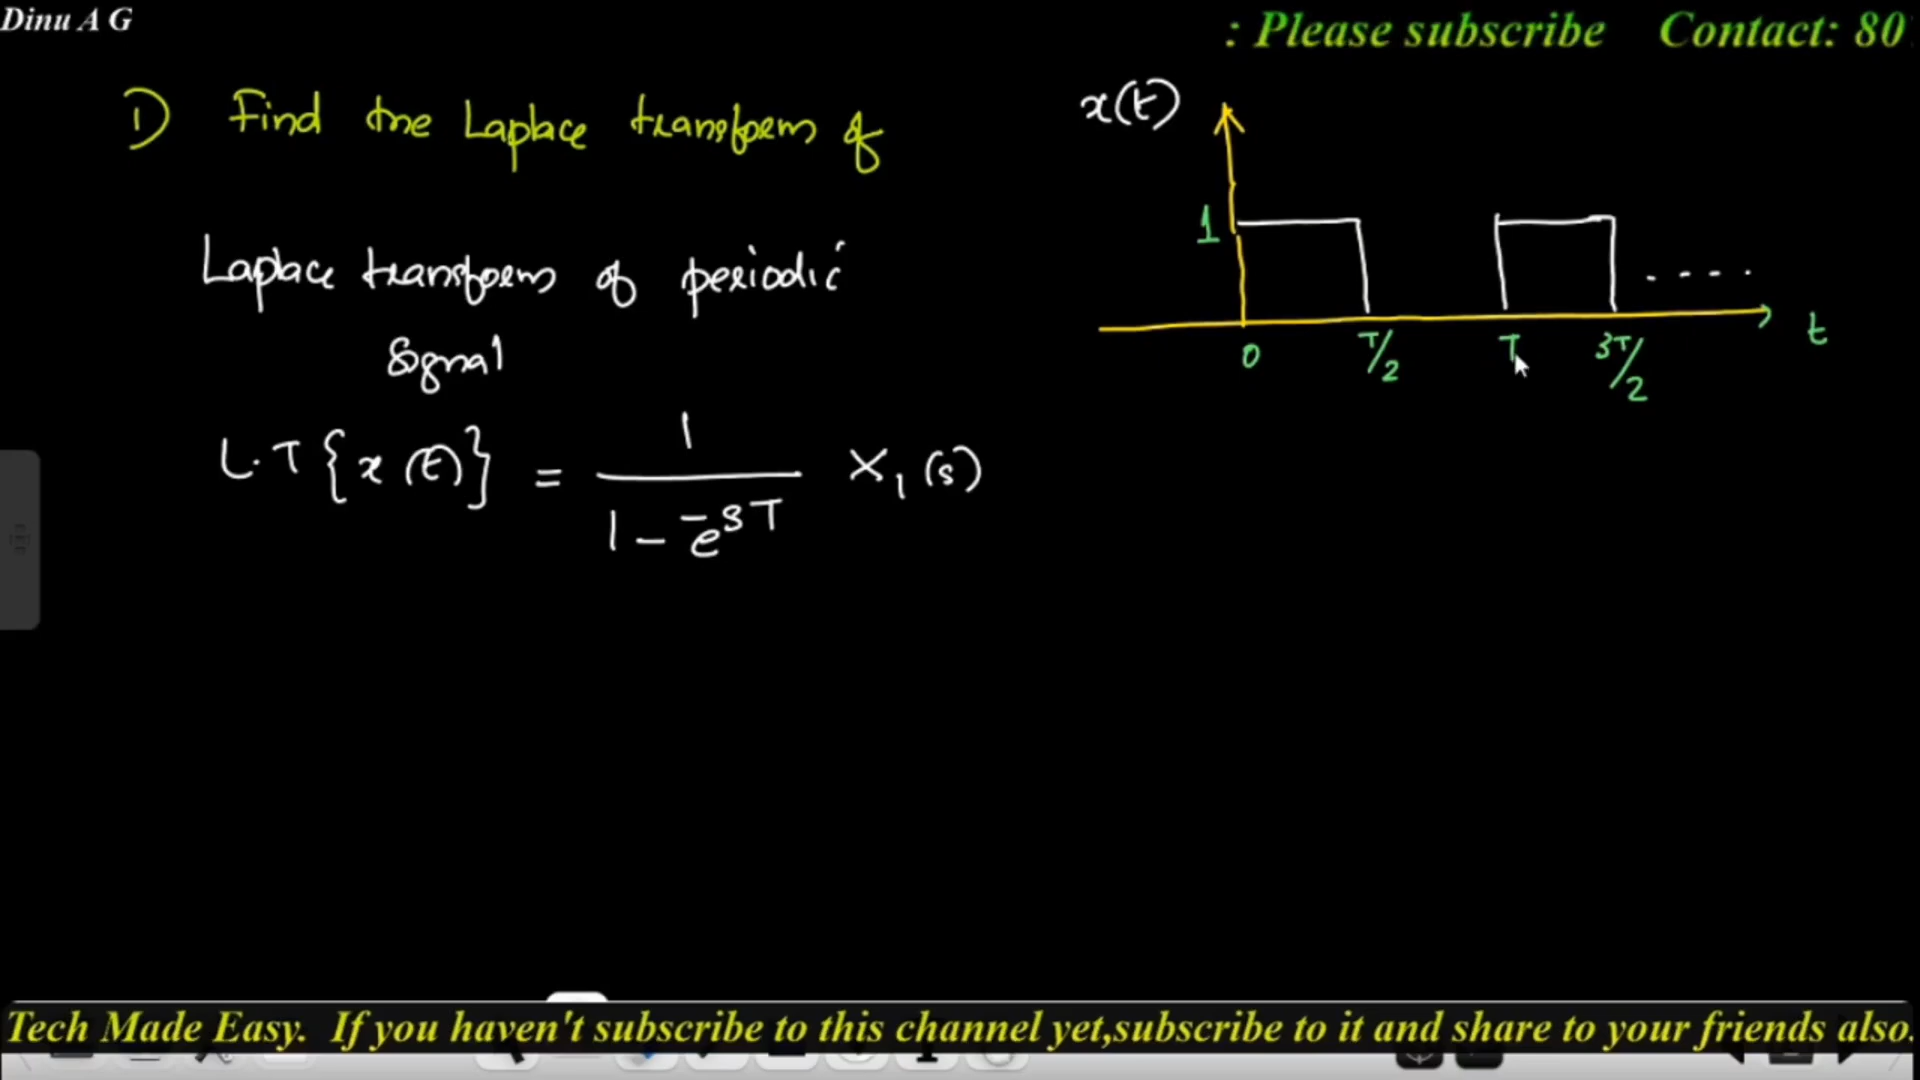 Dinu A G
: Please subscribe Contact: 80
1) Find the Laplace transform of
x(t)
1
0 T/2 T 3T/2 t
Laplace transform of periodic
signal
L.T {x(t)} = 1 / (1 - e^-sT) X₁(s)
Tech Made Easy. If you haven't subscribe to this channel yet,subscribe to it and share to your friends also.